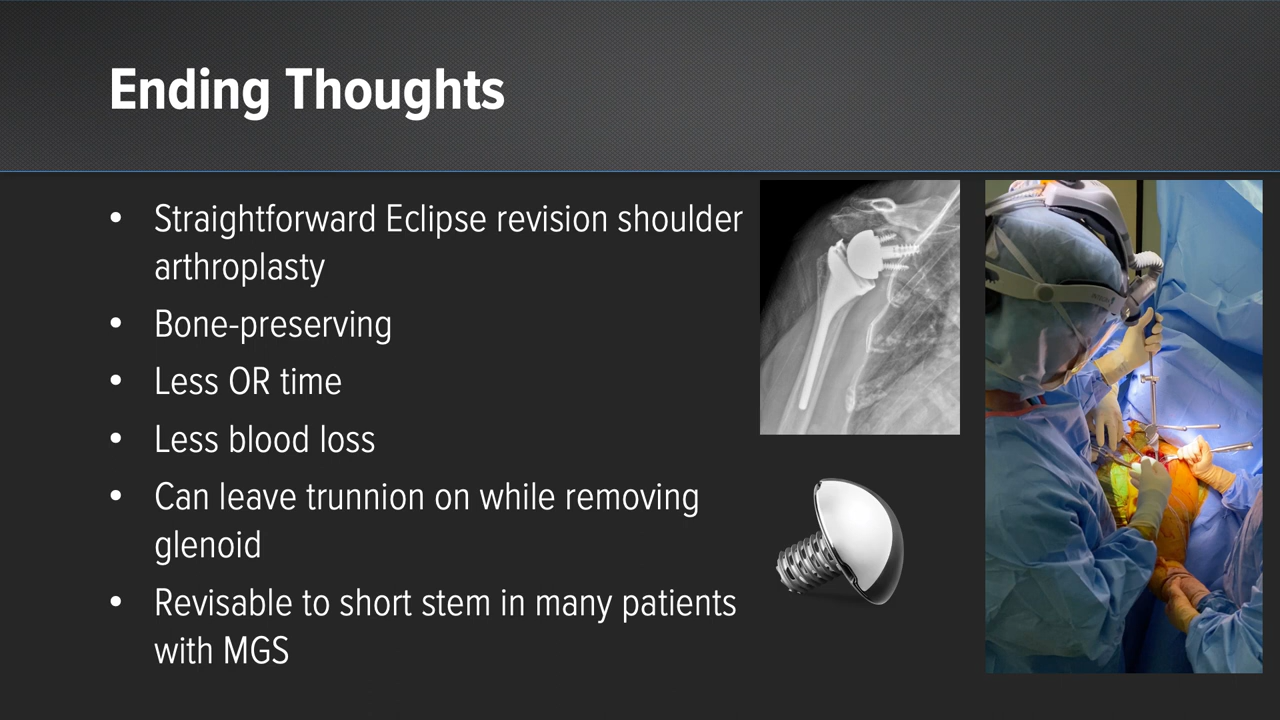 Ending Thoughts
• Straightforward Eclipse revision shoulder
arthroplasty
• Bone-preserving
• Less OR time
• Less blood loss
• Can leave trunnion on while removing
glenoid
• Revisable to short stem in many patients
with MGS